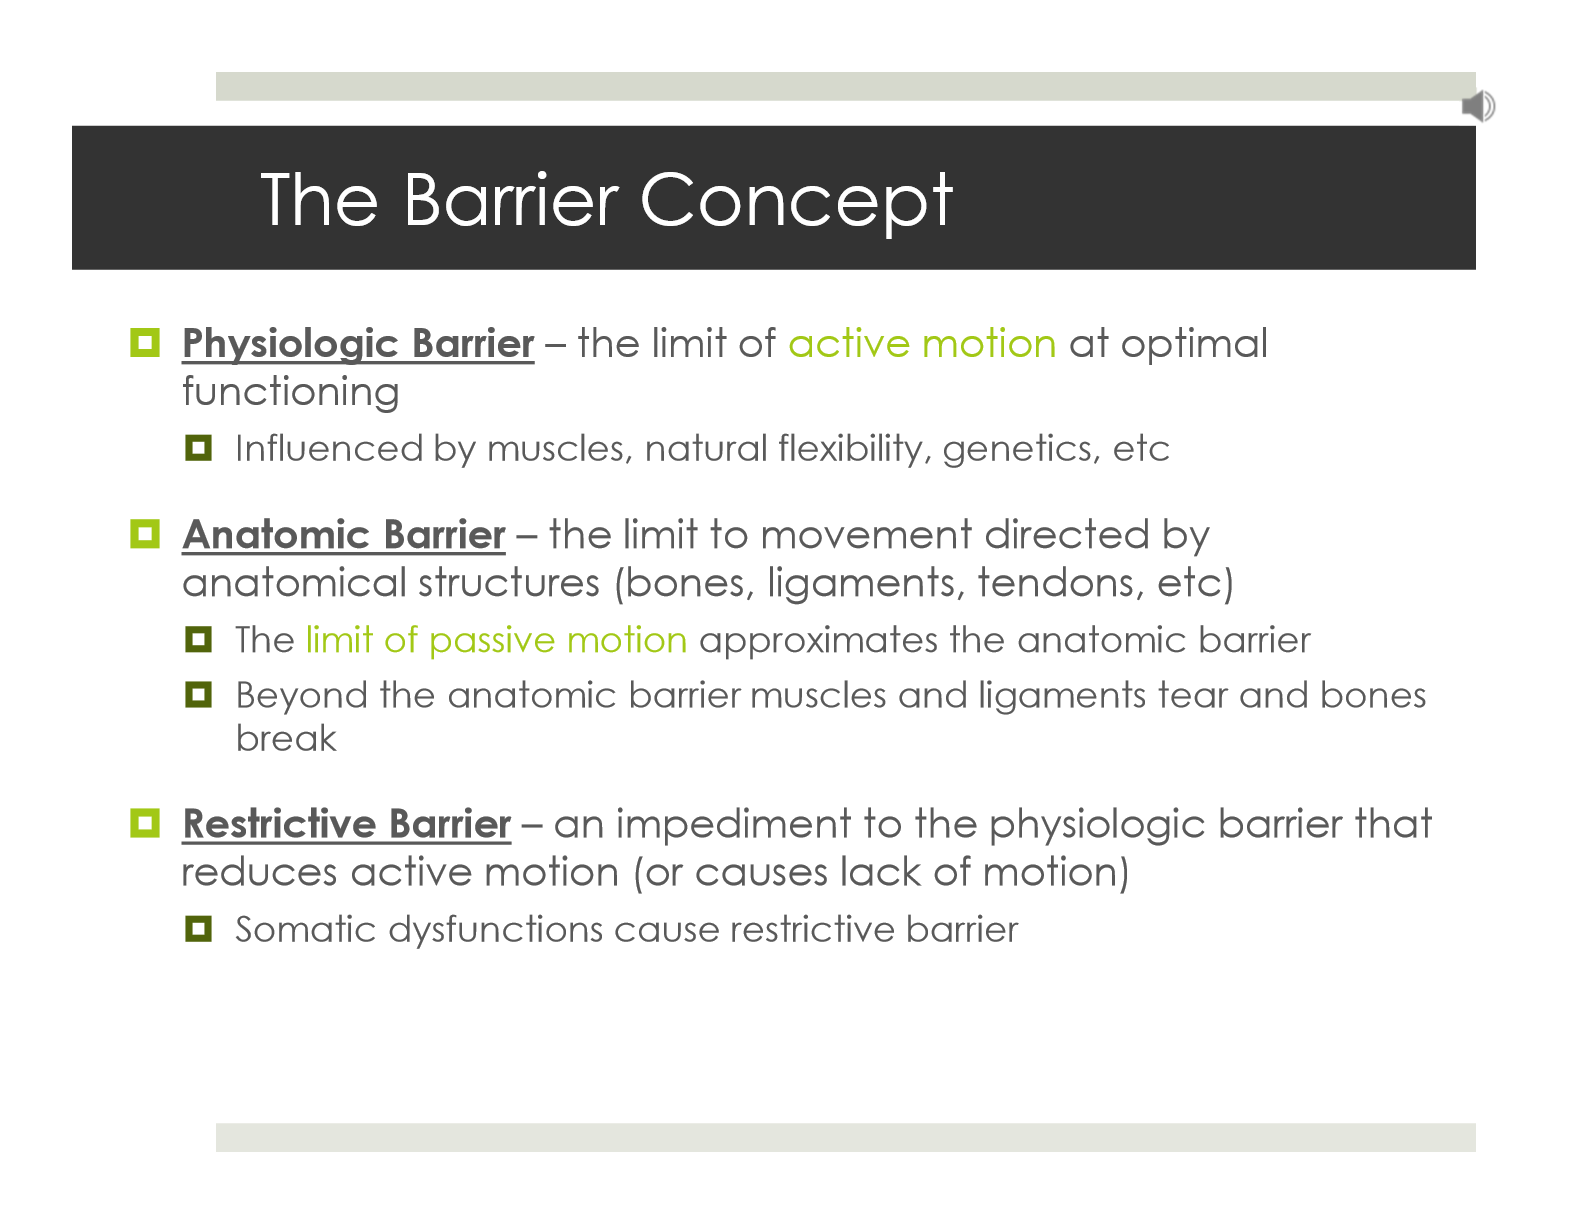 The Barrier Concept
Physiologic Barrier – the limit of active motion at optimal
functioning
Influenced by muscles, natural flexibility, genetics, etc
Anatomic Barrier – the limit to movement directed by
anatomical structures (bones, ligaments, tendons, etc)
The limit of passive motion approximates the anatomic barrier
Beyond the anatomic barrier muscles and ligaments tear and bones
break
Restrictive Barrier – an impediment to the physiologic barrier that
reduces active motion (or causes lack of motion)
Somatic dysfunctions cause restrictive barrier